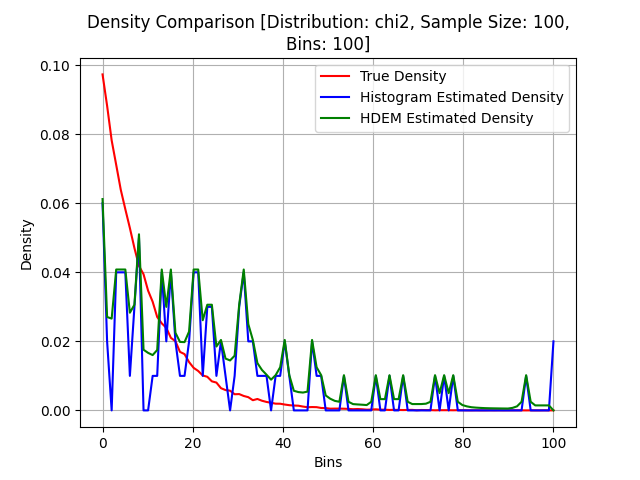 Density Comparison [Distribution: chi2, Sample Size: 100,
Bins: 100]
True Density
Histogram Estimated Density
HDEM Estimated Density
Density
0.10
0.08
0.06
0.04
0.02
0.00
0
20
40
60
80
100
Bins